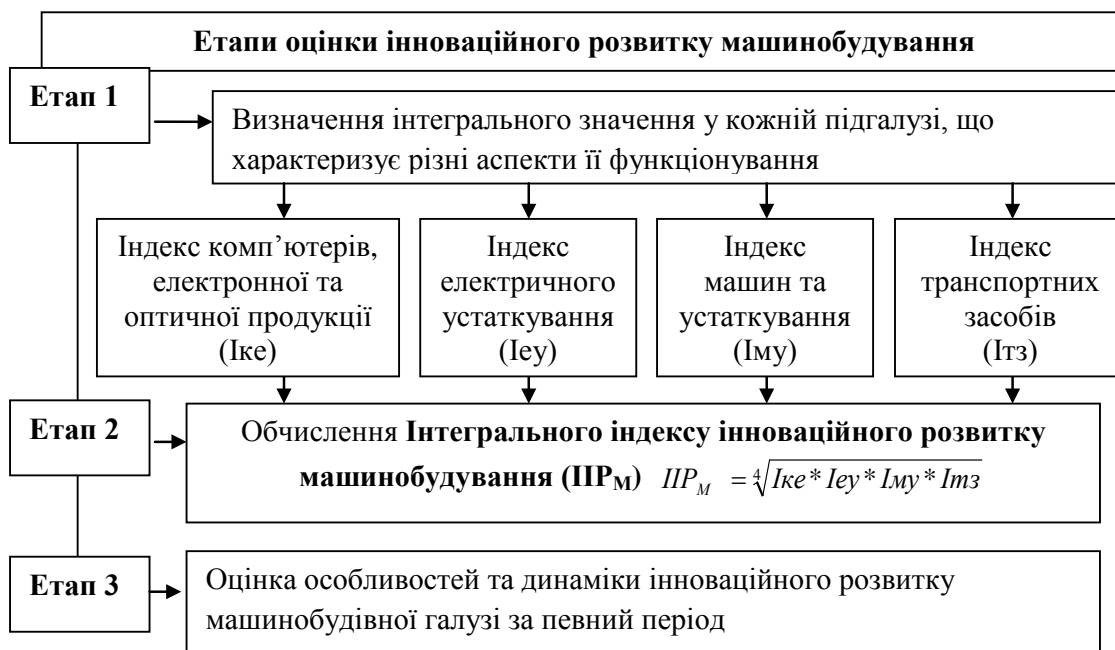 Етапи оцінки інноваційного розвитку машинобудування
Етап 1
Визначення інтегрального значення у кожній підгалузі, що
характеризує різні аспекти її функціонування
Індекс комп’ютерів,
електронної та
оптичної продукції
(Іке)
Індекс
електричного
устаткування
(Іеу)
Індекс
машин та
устаткування
(Іму)
Індекс
транспортних
засобів
(Ітз)
Етап 2
Обчислення Інтегрального індексу інноваційного розвитку
машинобудування (ІІРМ) ІІРМ = ∜Іке* Іеу* Іму* Ітз
Етап 3
Оцінка особливостей та динаміки інноваційного розвитку
машинобудівної галузі за певний період